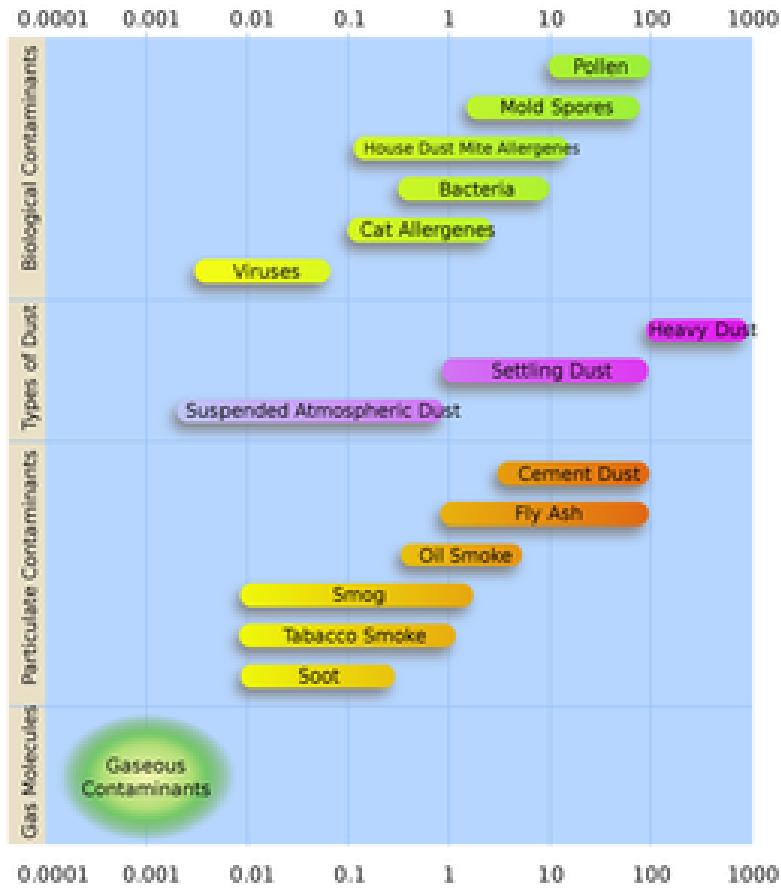 0.0001 0.001 0.01 0.1 1 10 100 1000
Biological Contaminants
Pollen
Mold Spores
House Dust Mite Allergenes
Bacteria
Cat Allergenes
Viruses
Types of Dust
Heavy Dust
Settling Dust
Suspended Atmospheric Dust
Particulate Contaminants
Cement Dust
Fly Ash
Oil Smoke
Smog
Tabacco Smoke
Soot
Gas Molecules
Gaseous
Contaminants
0.0001 0.001 0.01 0.1 1 10 100 1000